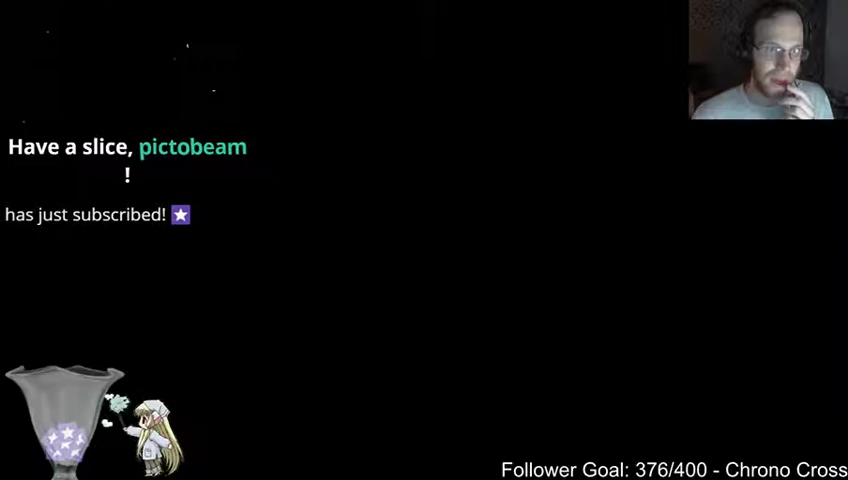 Have a slice, pictobeam
!
has just subscribed!
Follower Goal: 376/400 - Chrono Cross